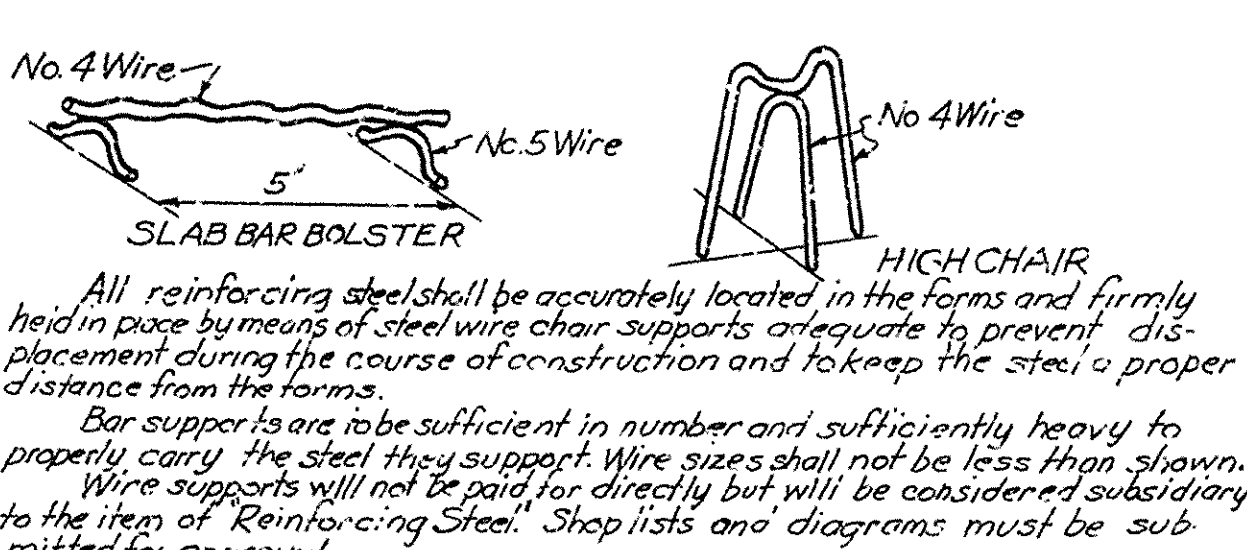 No. 4 Wire
No. 5 Wire
5"
SLAB BAR BOLSTER
No 4 Wire
HIGH CHAIR
All reinforcing steel shall be accurately located in the forms and firmly
held in place by means of steel wire chair supports adequate to prevent dis-
placement during the course of construction and to keep the steel a proper
distance from the forms.
Bar supports are to be sufficient in number and sufficiently heavy to
properly carry the steel they support. Wire sizes shall not be less than shown.
Wire supports will not be paid for directly but will be considered subsidiary
to the item of "Reinforcing Steel." Shop lists and diagrams must be sub-
mitted for